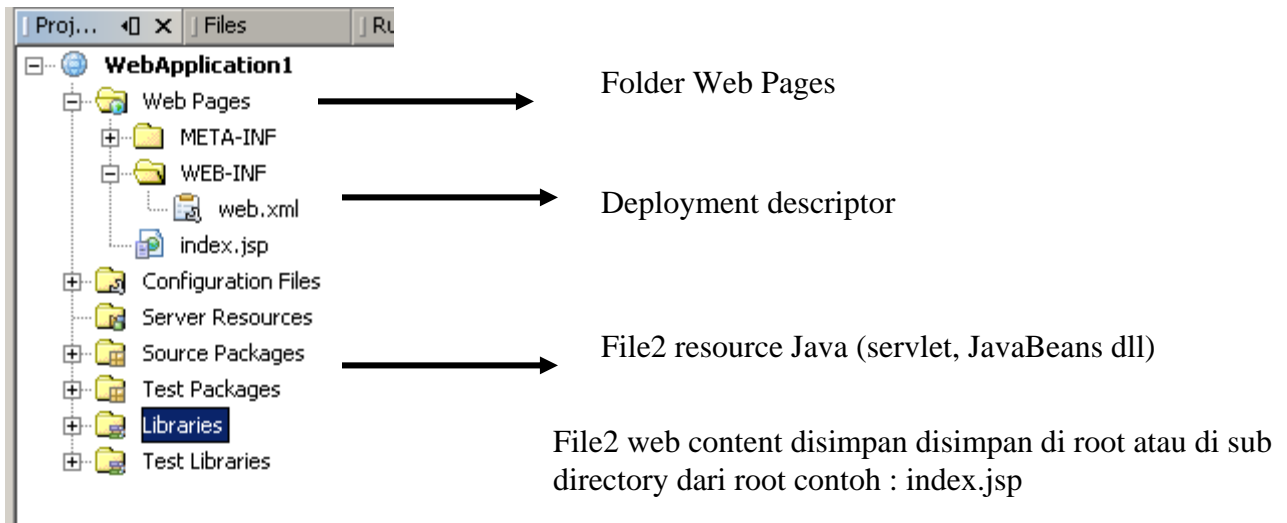 Proj...
Files
Ru
WebApplication1
Web Pages
Folder Web Pages
META-INF
WEB-INF
web.xml
Deployment descriptor
index.jsp
Configuration Files
Server Resources
Source Packages
File2 resource Java (servlet, JavaBeans dll)
Test Packages
Libraries
Test Libraries
File2 web content disimpan disimpan di root atau di sub
directory dari root contoh : index.jsp